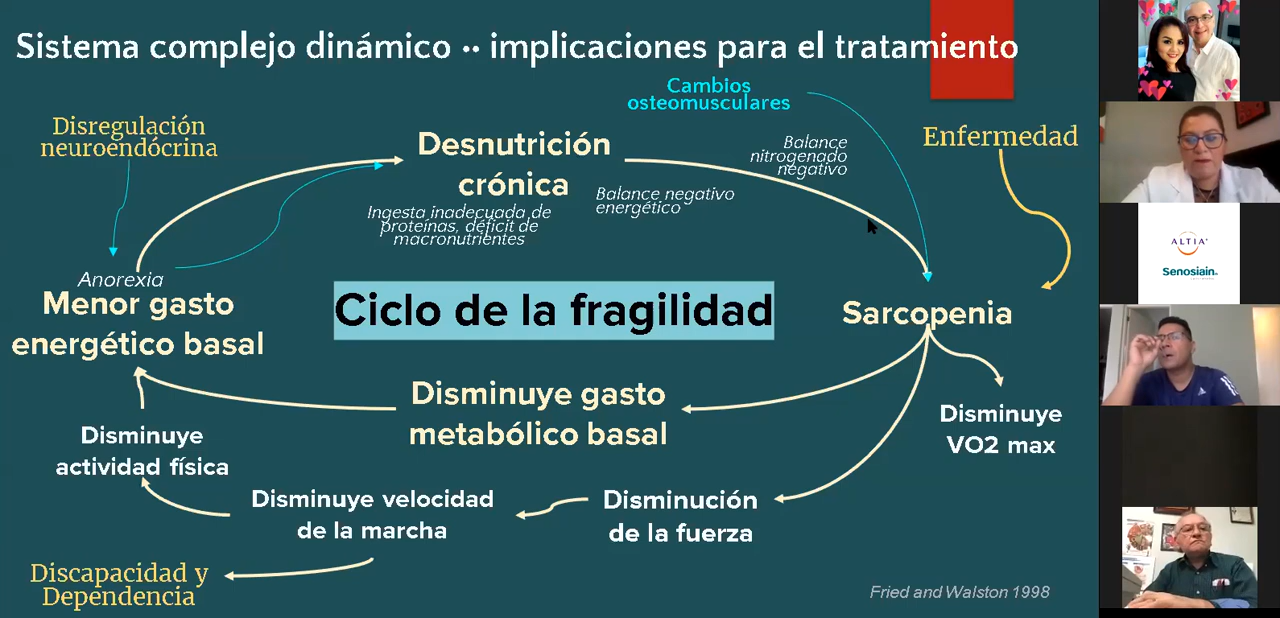 Sistema complejo dinámico •• implicaciones para el tratamiento
Cambios
osteomusculares
Disregulación
neuroendócrina
Desnutrición
crónica
Balance
nitrogenado
negativo
Enfermedad
Ingesta inadecuada de
proteinas, déficit de
macronutrientes
Balance negativo
energético
Anorexia
Menor gasto
energético basal
Ciclo de la fragilidad
Sarcopenia
Disminuye gasto
metabólico basal
Disminuye
VO2 max
Disminuye
actividad física
Disminuye velocidad
de la marcha
Disminución
de la fuerza
Discapacidad y
Dependencia
Fried and Walston 1998
ALTIA
Senosiain